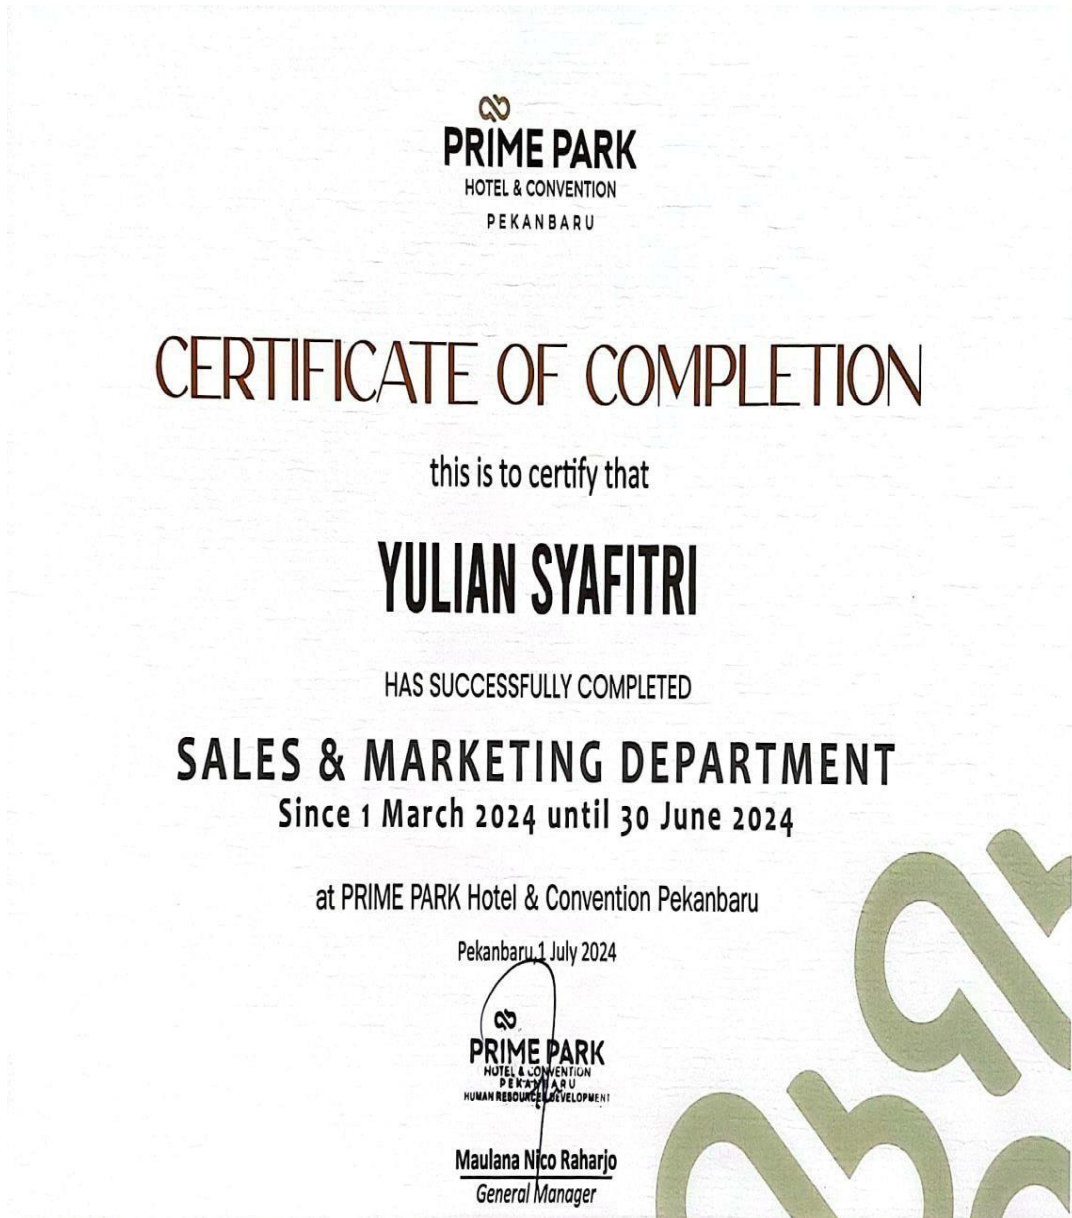 PRIME PARK
HOTEL & CONVENTION
PEKANBARU
CERTIFICATE OF COMPLETION
this is to certify that
YULIAN SYAFITRI
HAS SUCCESSFULLY COMPLETED
SALES & MARKETING DEPARTMENT
Since 1 March 2024 until 30 June 2024
at PRIME PARK Hotel & Convention Pekanbaru
Pekanbaru,1 July 2024
PRIME PARK
HOTEL & CONVENTION
PEKANBARU
HUMAN RESOURCE DEVELOPMENT
Maulana Nico Raharjo
General Manager